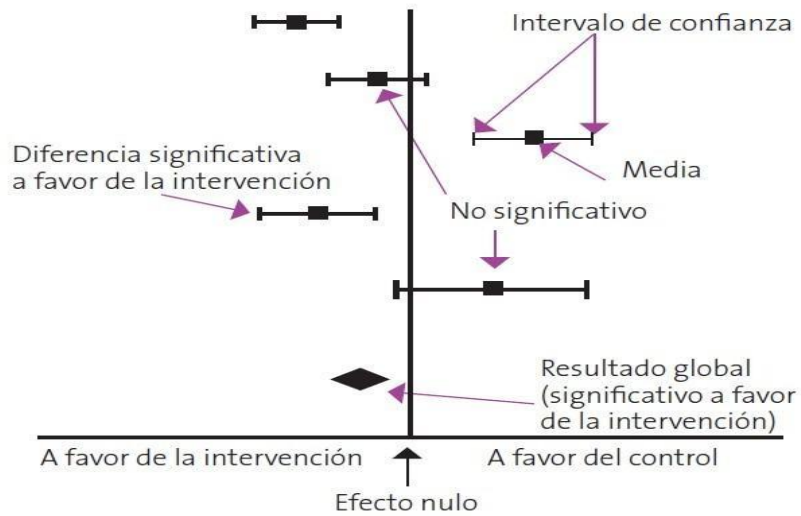 Intervalo de confianza
Diferencia significativa
a favor de la intervención
Media
No significativo
Resultado global
(significativo a favor
de la intervención)
A favor de la intervención
A favor del control
Efecto nulo